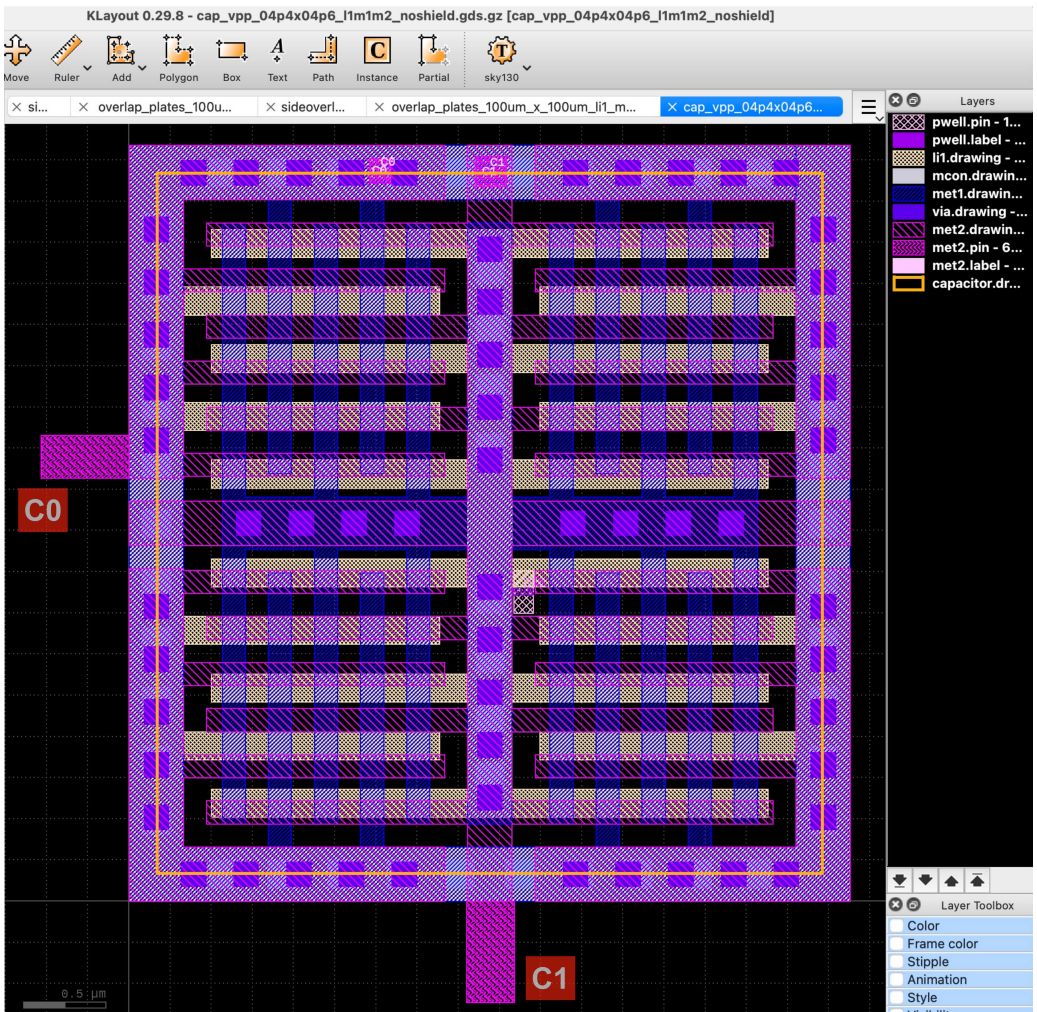 KLayout 0.29.8 - cap_vpp_04p4x04p6_l1m1m2_noshield.gds.gz [cap_vpp_04p4x04p6_l1m1m2_noshield]
Move Ruler Add Polygon Box Text Path Instance Partial sky130
si... overlap_plates_100u... sideoverl... overlap_plates_100um_x_100um_li1_m... cap_vpp_04p4x04p6...
Layers
pwell.pin - 1...
pwell.label - ...
li1.drawing - ...
mcon.drawin...
met1.drawin...
via.drawing -...
met2.drawin...
met2.pin - 6...
met2.label - ...
capacitor.dr...
C0 C1
C0 C1
C0
C1
0.5 µm
Layer Toolbox
Color
Frame color
Stipple
Animation
Style